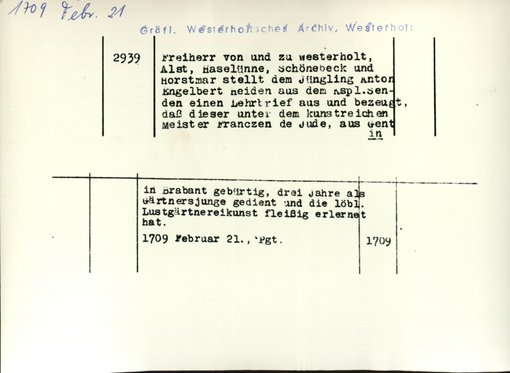 1709 Febr. 21
Gräfl. Westerholtsches Archiv, Westerholt
2939
Freiherr von und zu Westerholt,
Alst, Haselünne, Schönebeck und
Horstmar stellt dem Jüngling Anton
Engelbert Heiden aus dem Kspl.Sen-
den einen Lehrbrief aus und bezeugt,
daß dieser unter dem kunstreichen
Meister Franczen de Jude, aus Gent
in
in Brabant gebürtig, drei Jahre als
Gärtnersjunge gedient und die löbl.
Lustgärtnereikunst fleißig erlernet
hat.
1709 Februar 21., Pgt.
1709